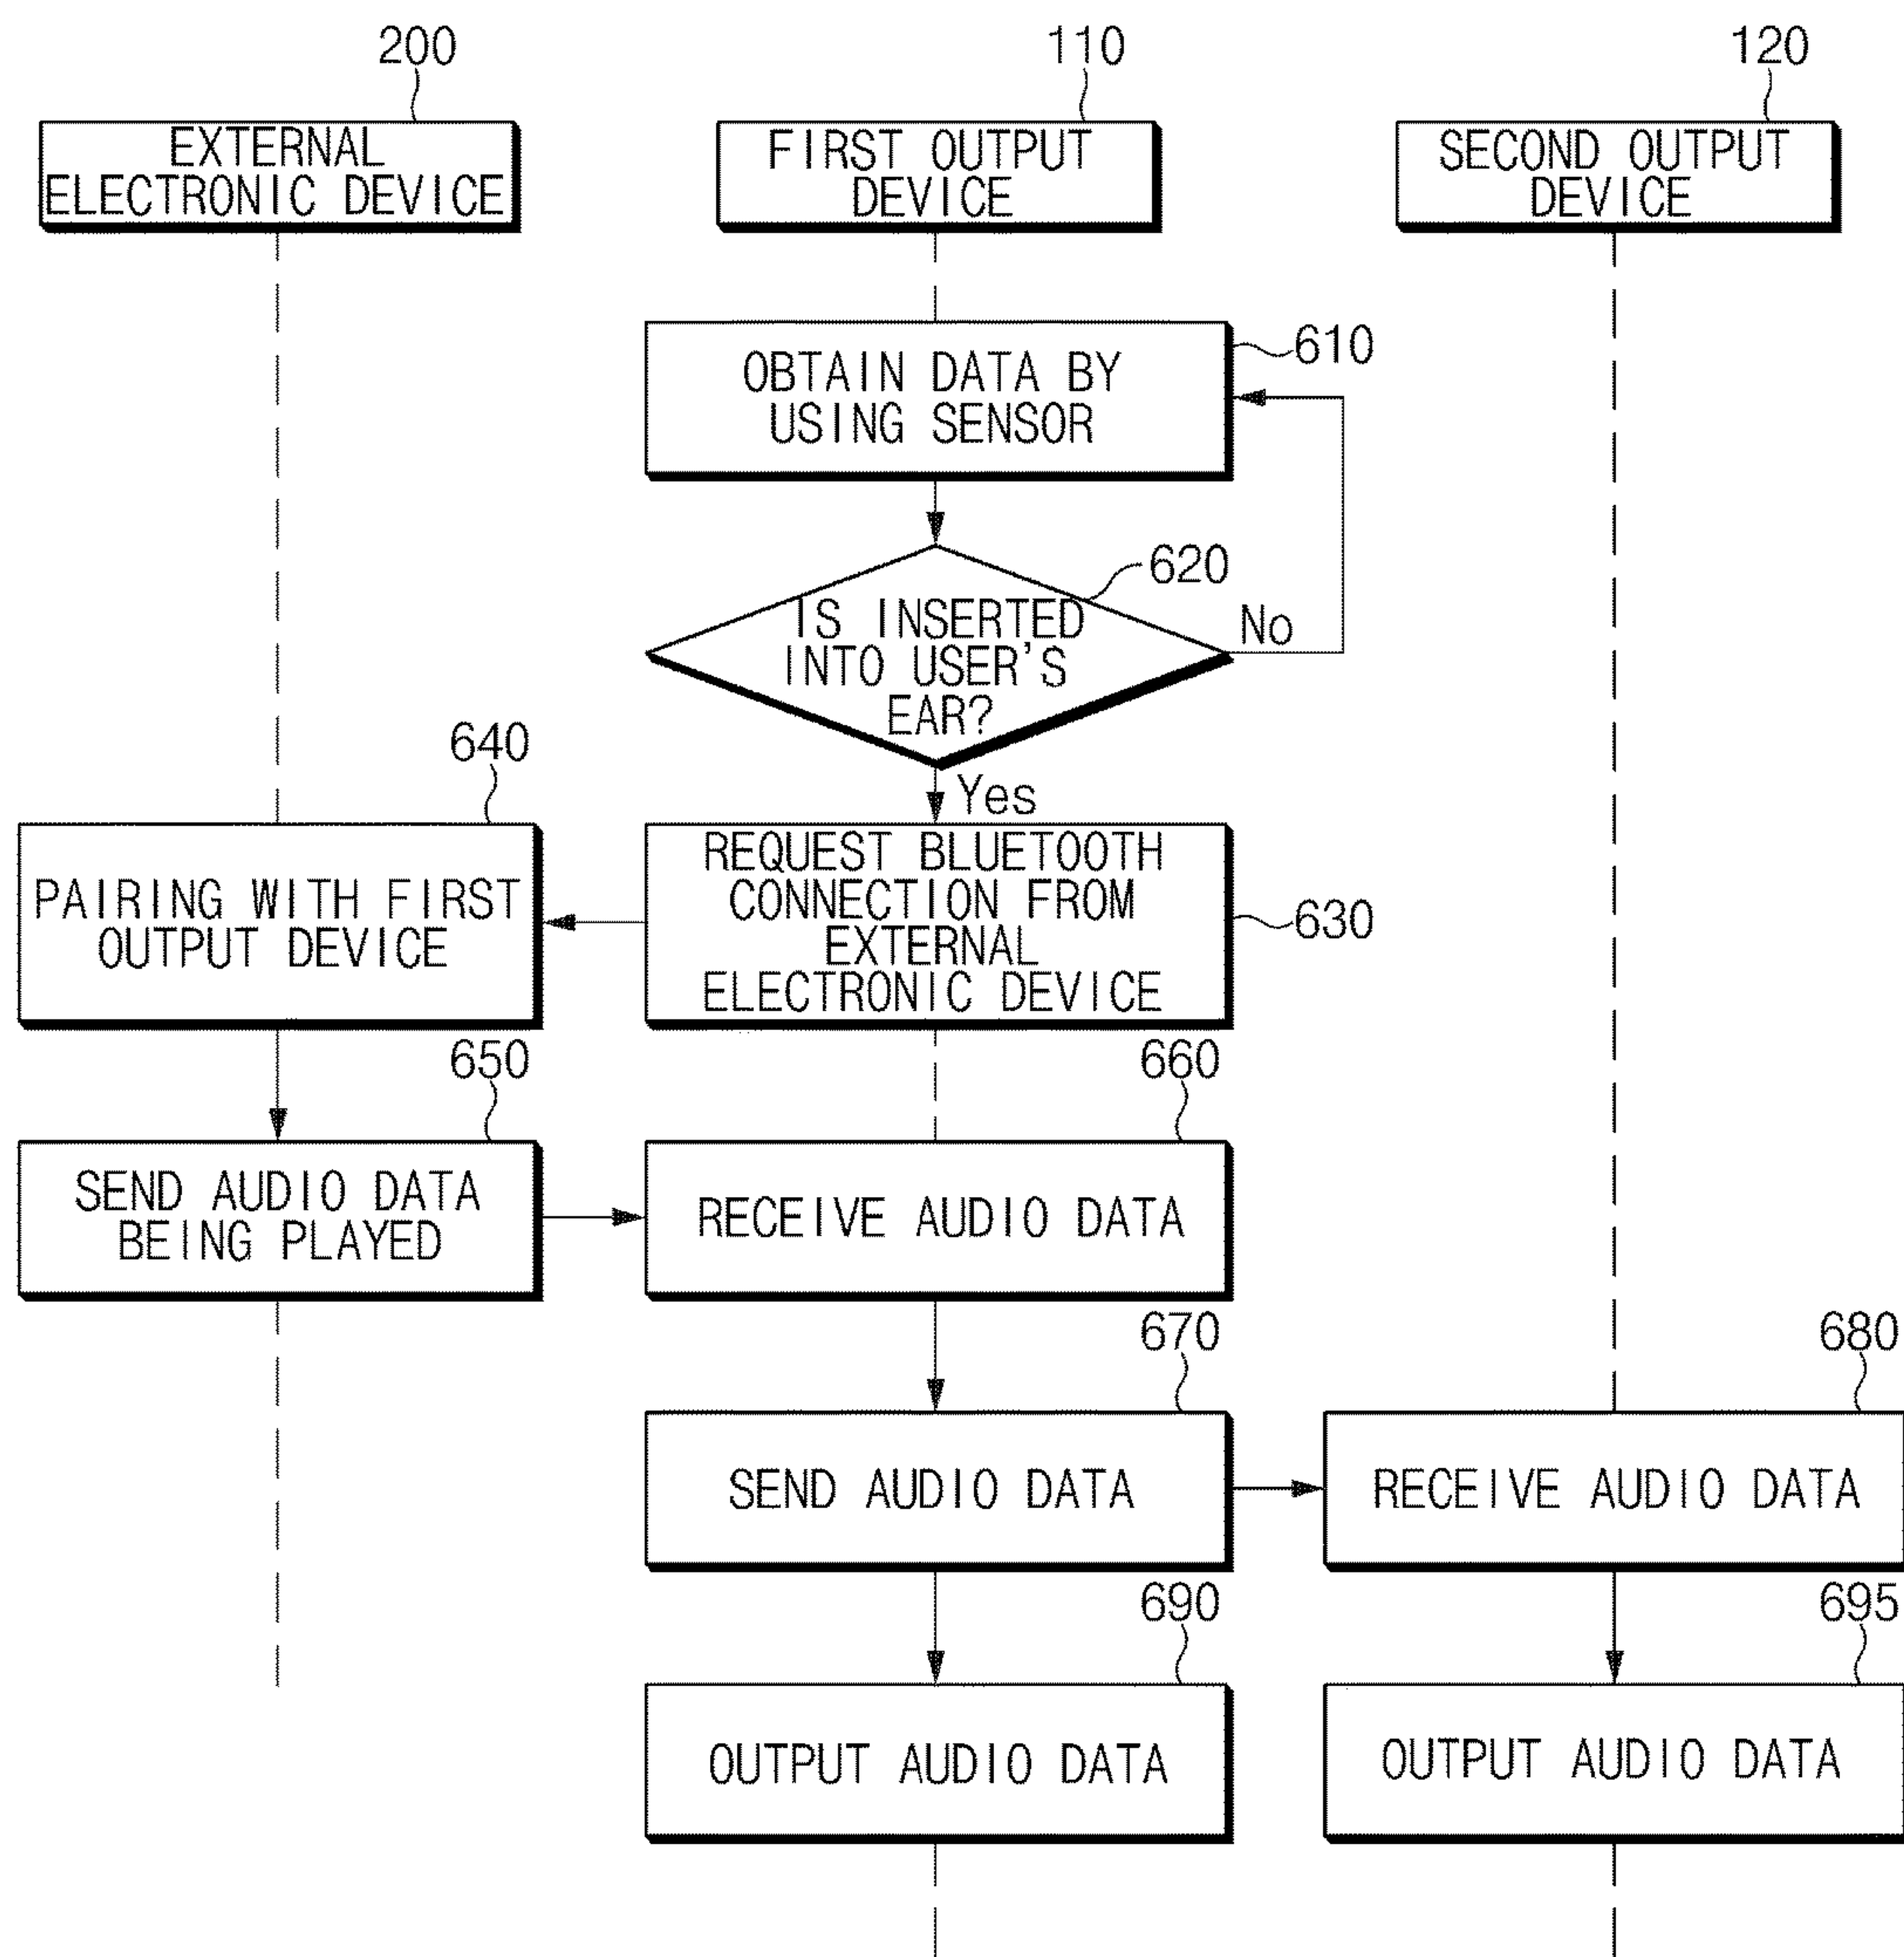 200
110
120
EXTERNAL
ELECTRONIC DEVICE
FIRST OUTPUT
DEVICE
SECOND OUTPUT
DEVICE
610
OBTAIN DATA BY
USING SENSOR
620
IS INSERTED
INTO USER'S
EAR?
No
Yes
640
PAIRING WITH FIRST
OUTPUT DEVICE
REQUEST BLUETOOTH
CONNECTION FROM
EXTERNAL
ELECTRONIC DEVICE
630
650
SEND AUDIO DATA
BEING PLAYED
660
RECEIVE AUDIO DATA
670
SEND AUDIO DATA
680
RECEIVE AUDIO DATA
690
OUTPUT AUDIO DATA
695
OUTPUT AUDIO DATA